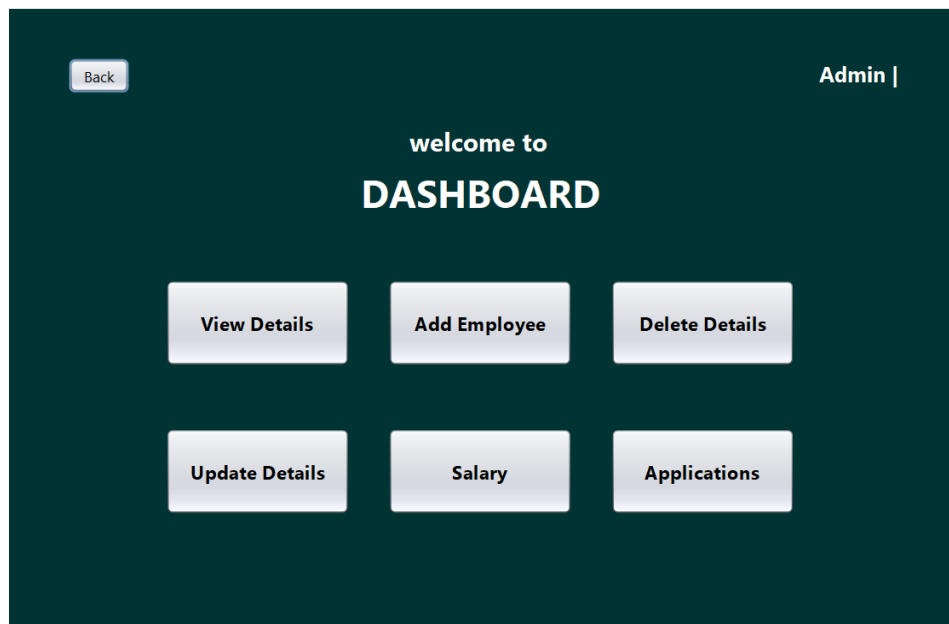 Back
Admin |
welcome to
DASHBOARD
View Details
Add Employee
Delete Details
Update Details
Salary
Applications